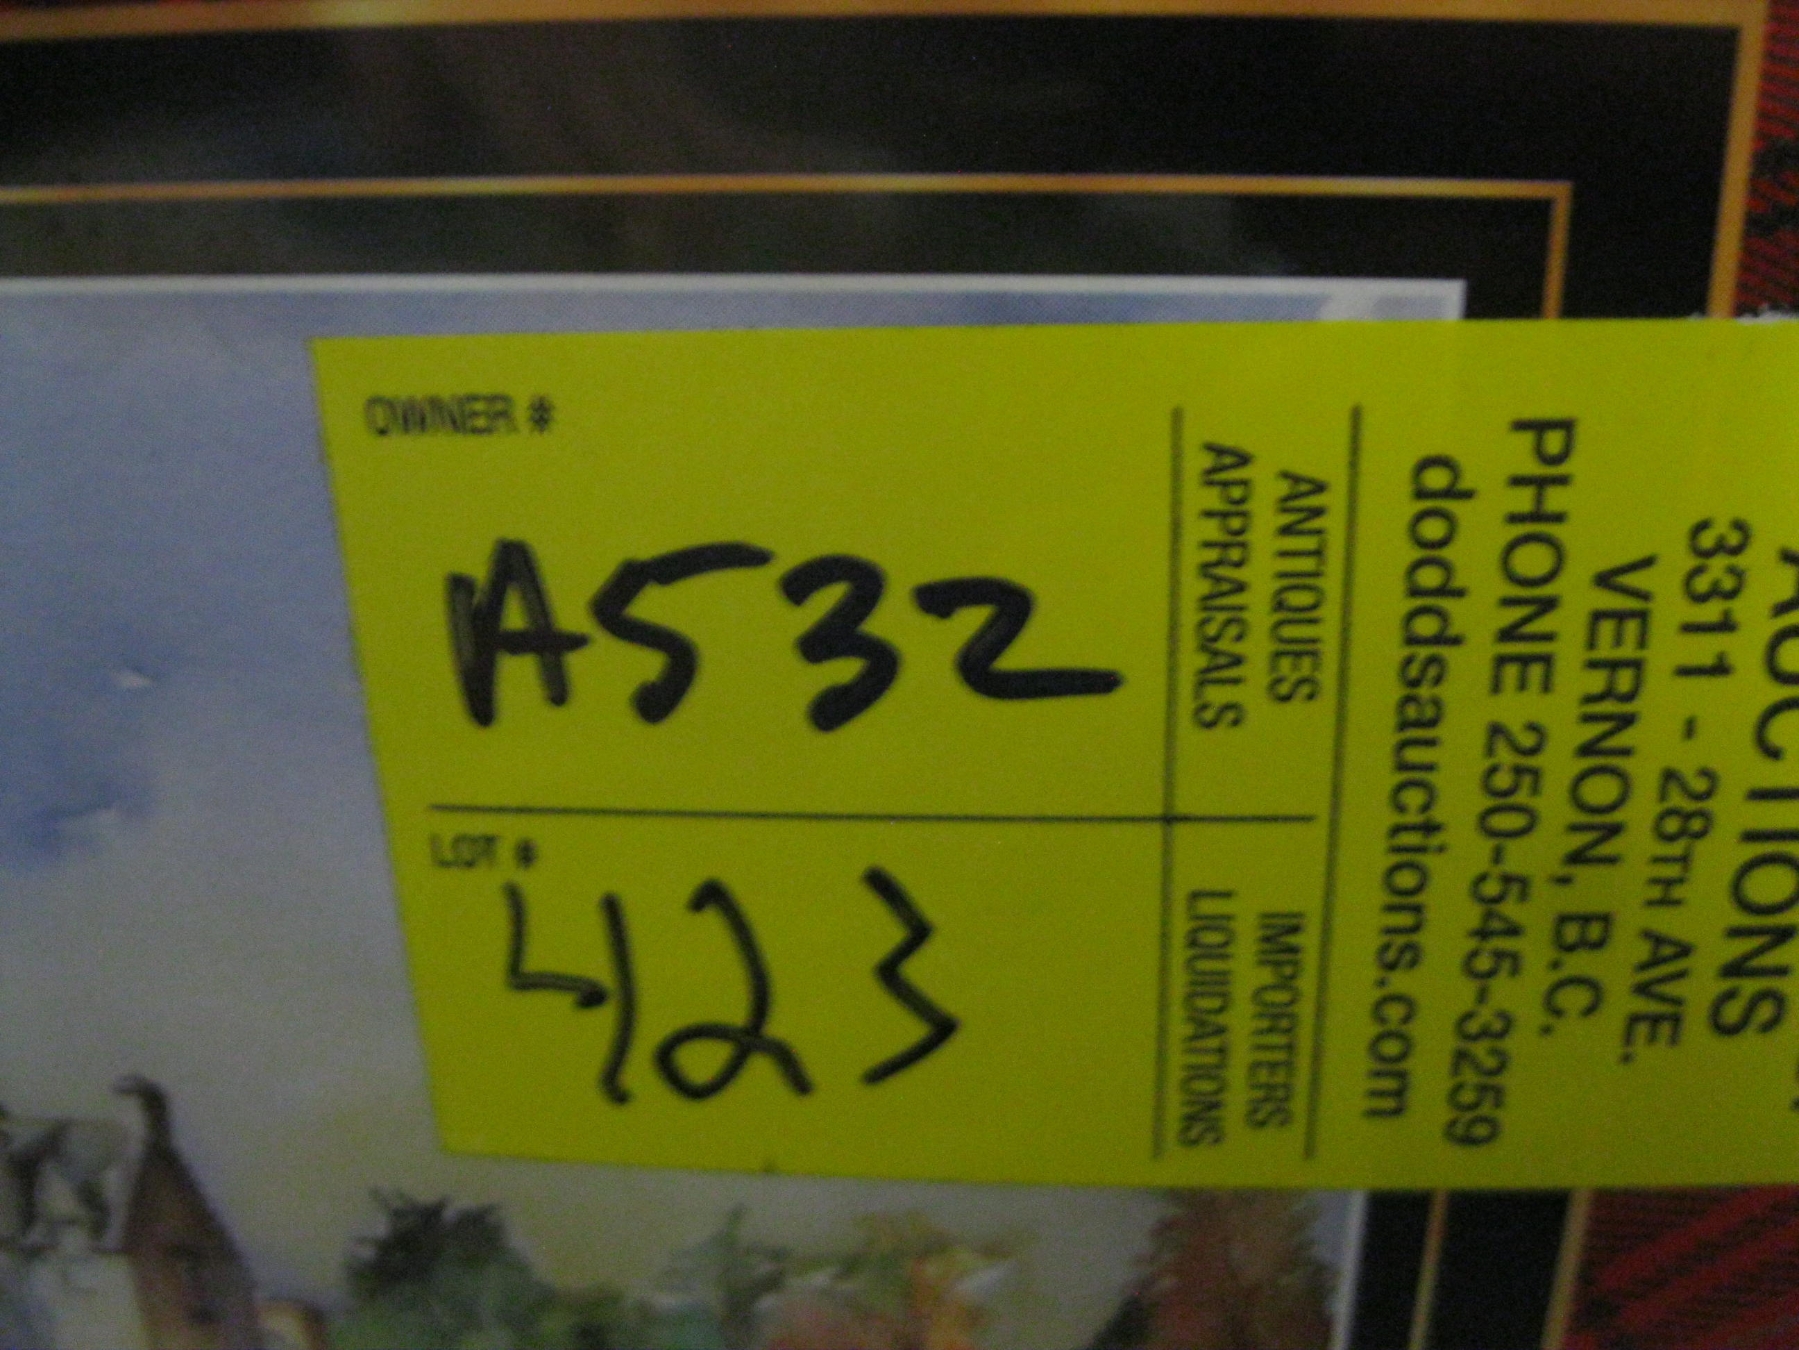 OWNER #
A532
LOT #
423
ANTIQUES
APPRAISALS
IMPORTERS
LIQUIDATIONS
AUCTIONS
3311 - 28TH AVE.
VERNON, B.C.
PHONE 250-545-3259
doddsauctions.com